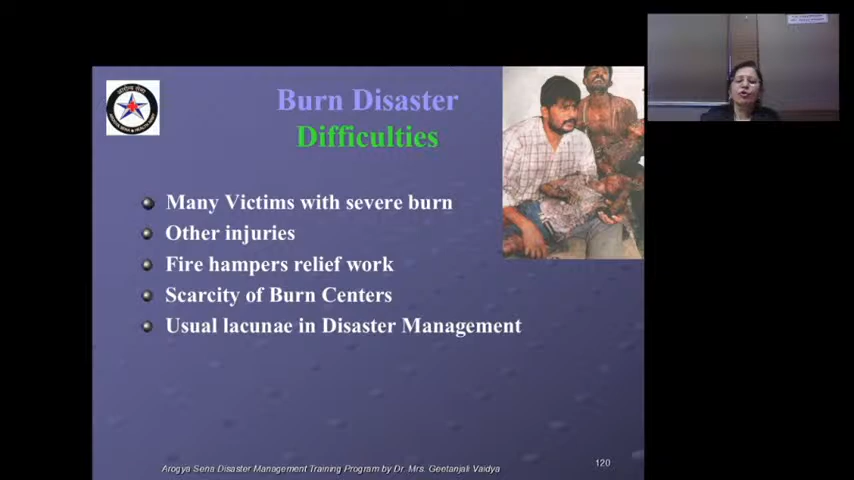 Burn Disaster
Difficulties
Many Victims with severe burn
Other injuries
Fire hampers relief work
Scarcity of Burn Centers
Usual lacunae in Disaster Management
Arogya Sena Disaster Management Training Program by Dr. Mrs. Geetanjali Vaidya
120